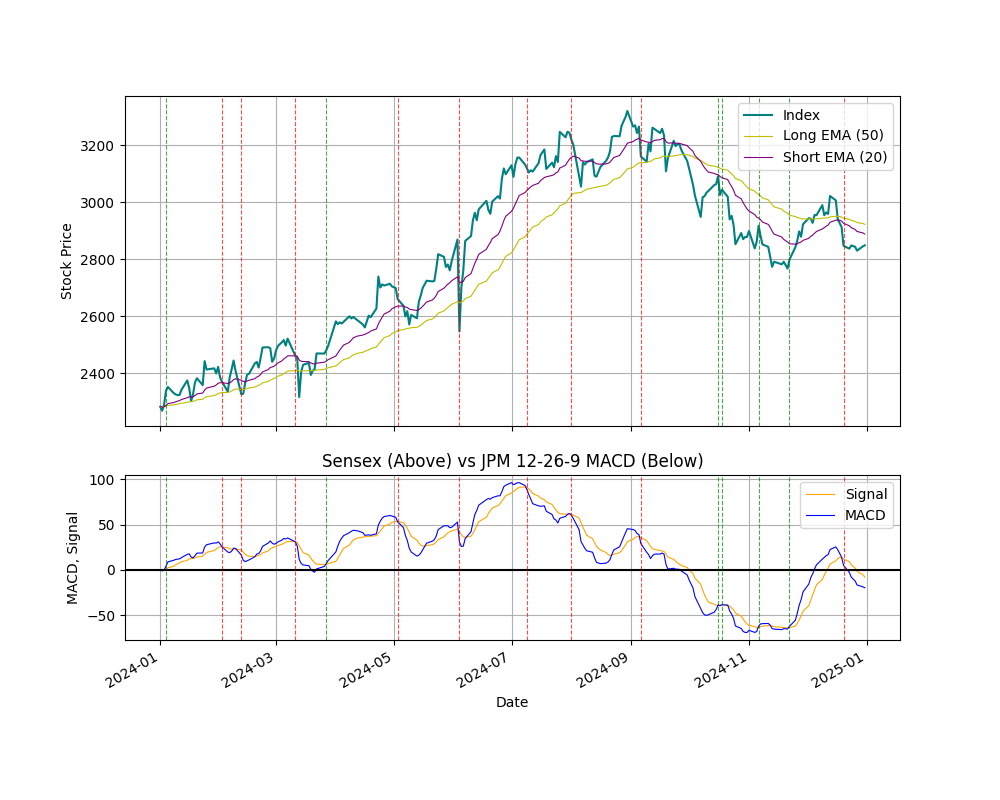 3200
3000
2800
2600
2400
Stock Price
Index
Long EMA (50)
Short EMA (20)
Sensex (Above) vs JPM 12-26-9 MACD (Below)
100
50
0
−50
MACD, Signal
Signal
MACD
2024-01
2024-03
2024-05
2024-07
2024-09
2024-11
2025-01
Date